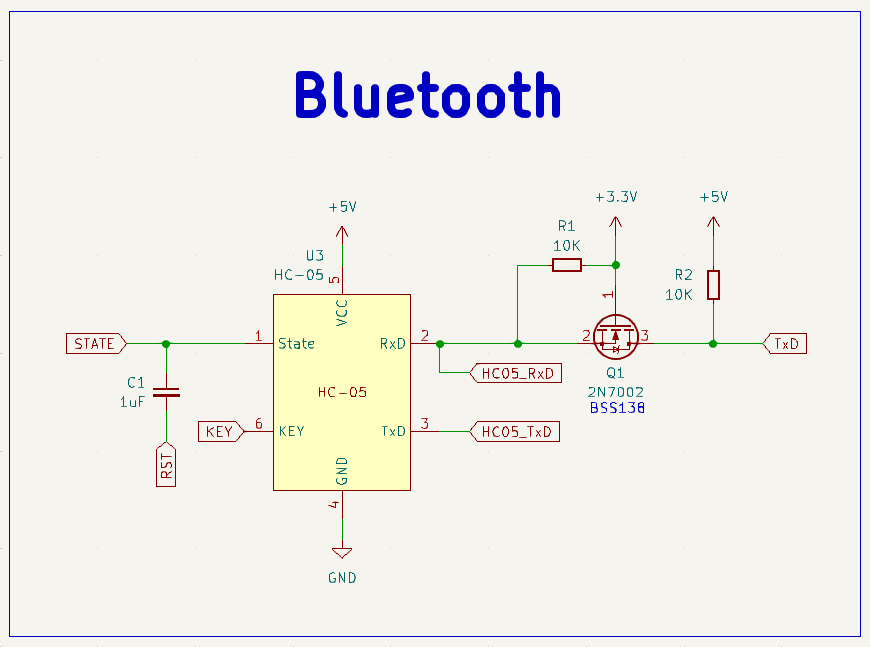 Bluetooth
+5V
+3.3V
+5V
R1
10K
U3
HC-05
R2
10K
5
VCC
1
STATE
1
State
RxD
2
2
3
TxD
C1
1uF
HC-05
HC05_RxD
Q1
2N7002
BSS138
KEY
6
KEY
TxD
3
HC05_TxD
RST
GND
4
GND